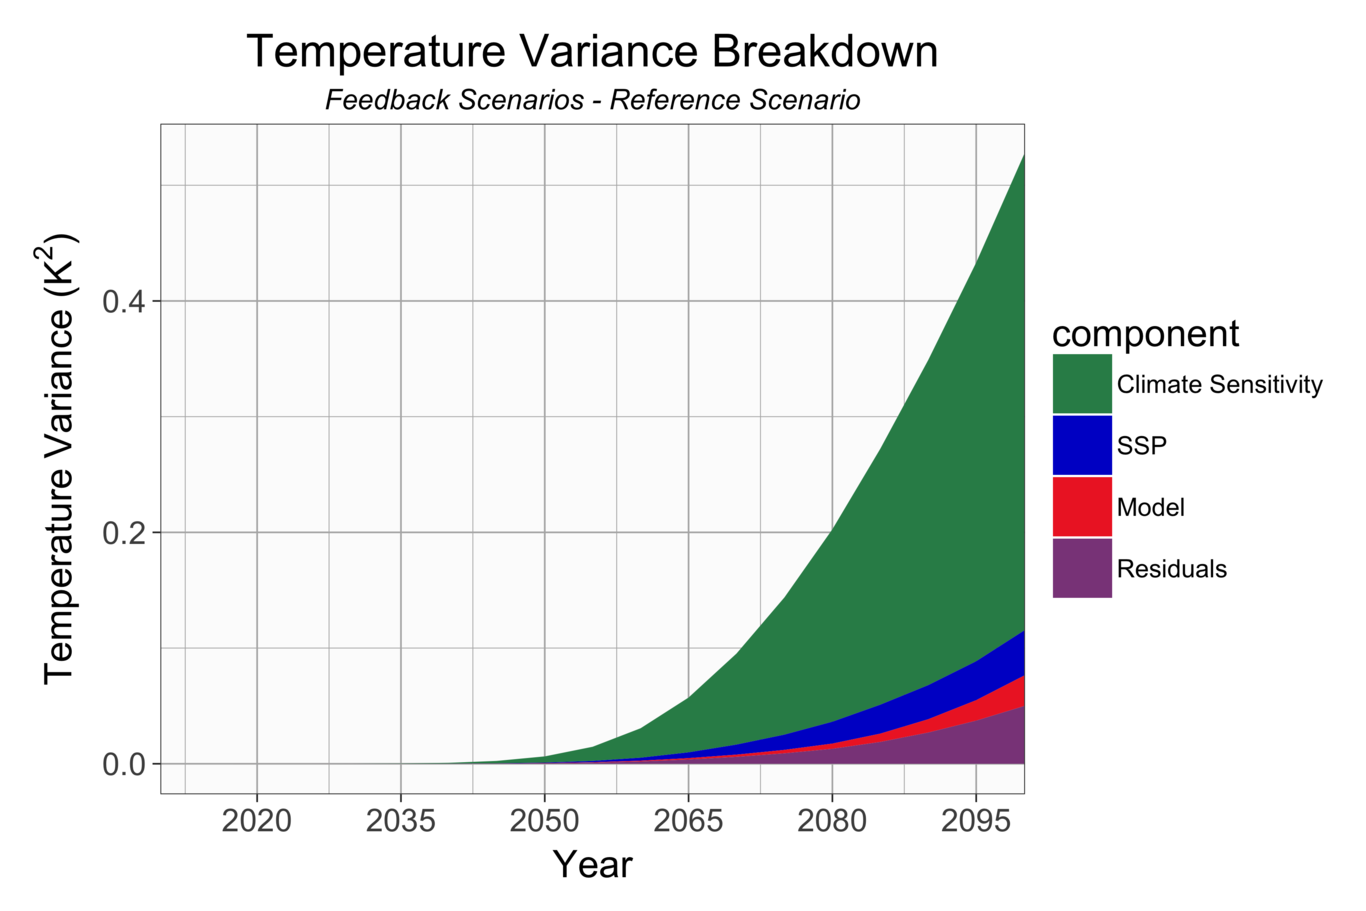 Temperature Variance Breakdown
Feedback Scenarios - Reference Scenario
Temperature Variance (K²)
0.4
0.2
0.0
2020 2035 2050 2065 2080 2095
Year
component
Climate Sensitivity
SSP
Model
Residuals